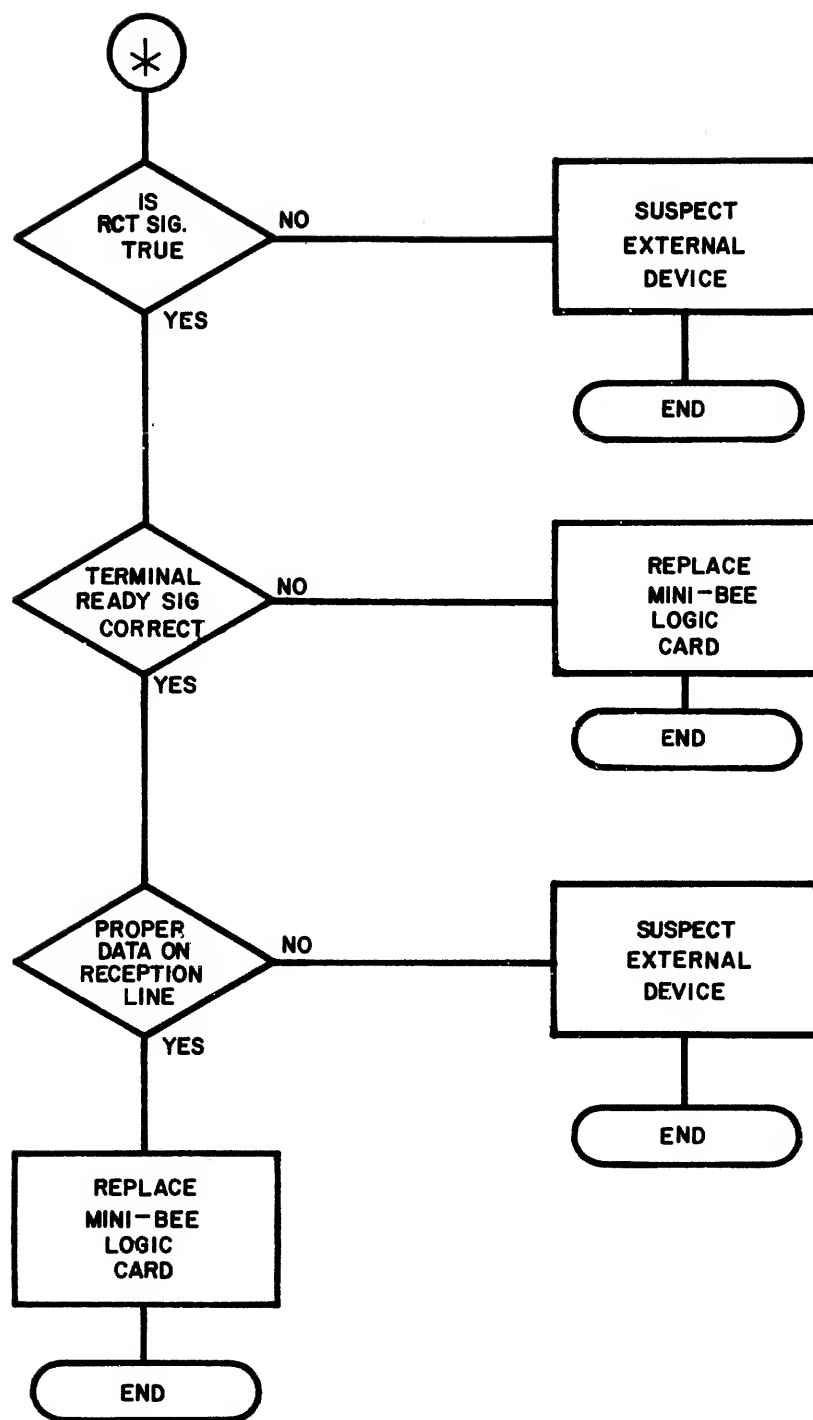 *
IS
RCT SIG.
TRUE
NO
YES
SUSPECT
EXTERNAL
DEVICE
END
TERMINAL
READY SIG
CORRECT
NO
YES
REPLACE
MINI-BEE
LOGIC
CARD
END
PROPER
DATA ON
RECEPTION
LINE
NO
YES
SUSPECT
EXTERNAL
DEVICE
END
REPLACE
MINI-BEE
LOGIC
CARD
END